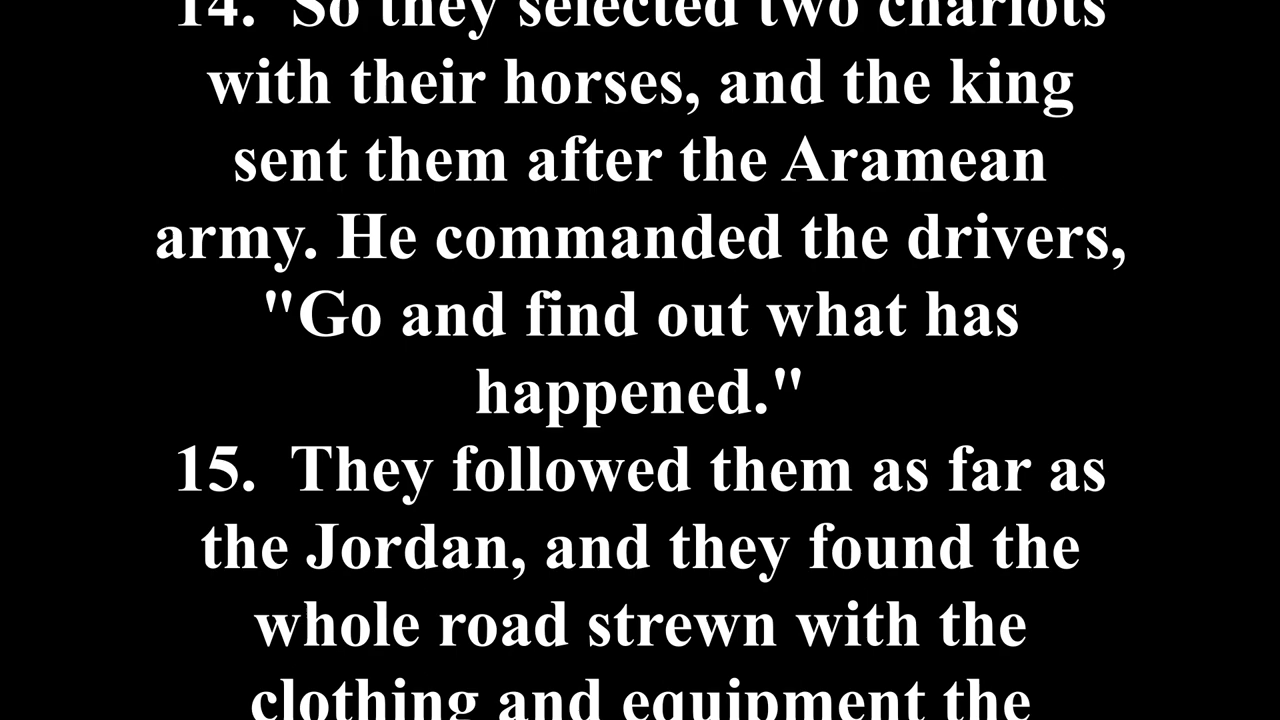 14.  So they selected two chariots
with their horses, and the king
sent them after the Aramean
army. He commanded the drivers,
"Go and find out what has
happened."
15.  They followed them as far as
the Jordan, and they found the
whole road strewn with the
clothing and equipment the